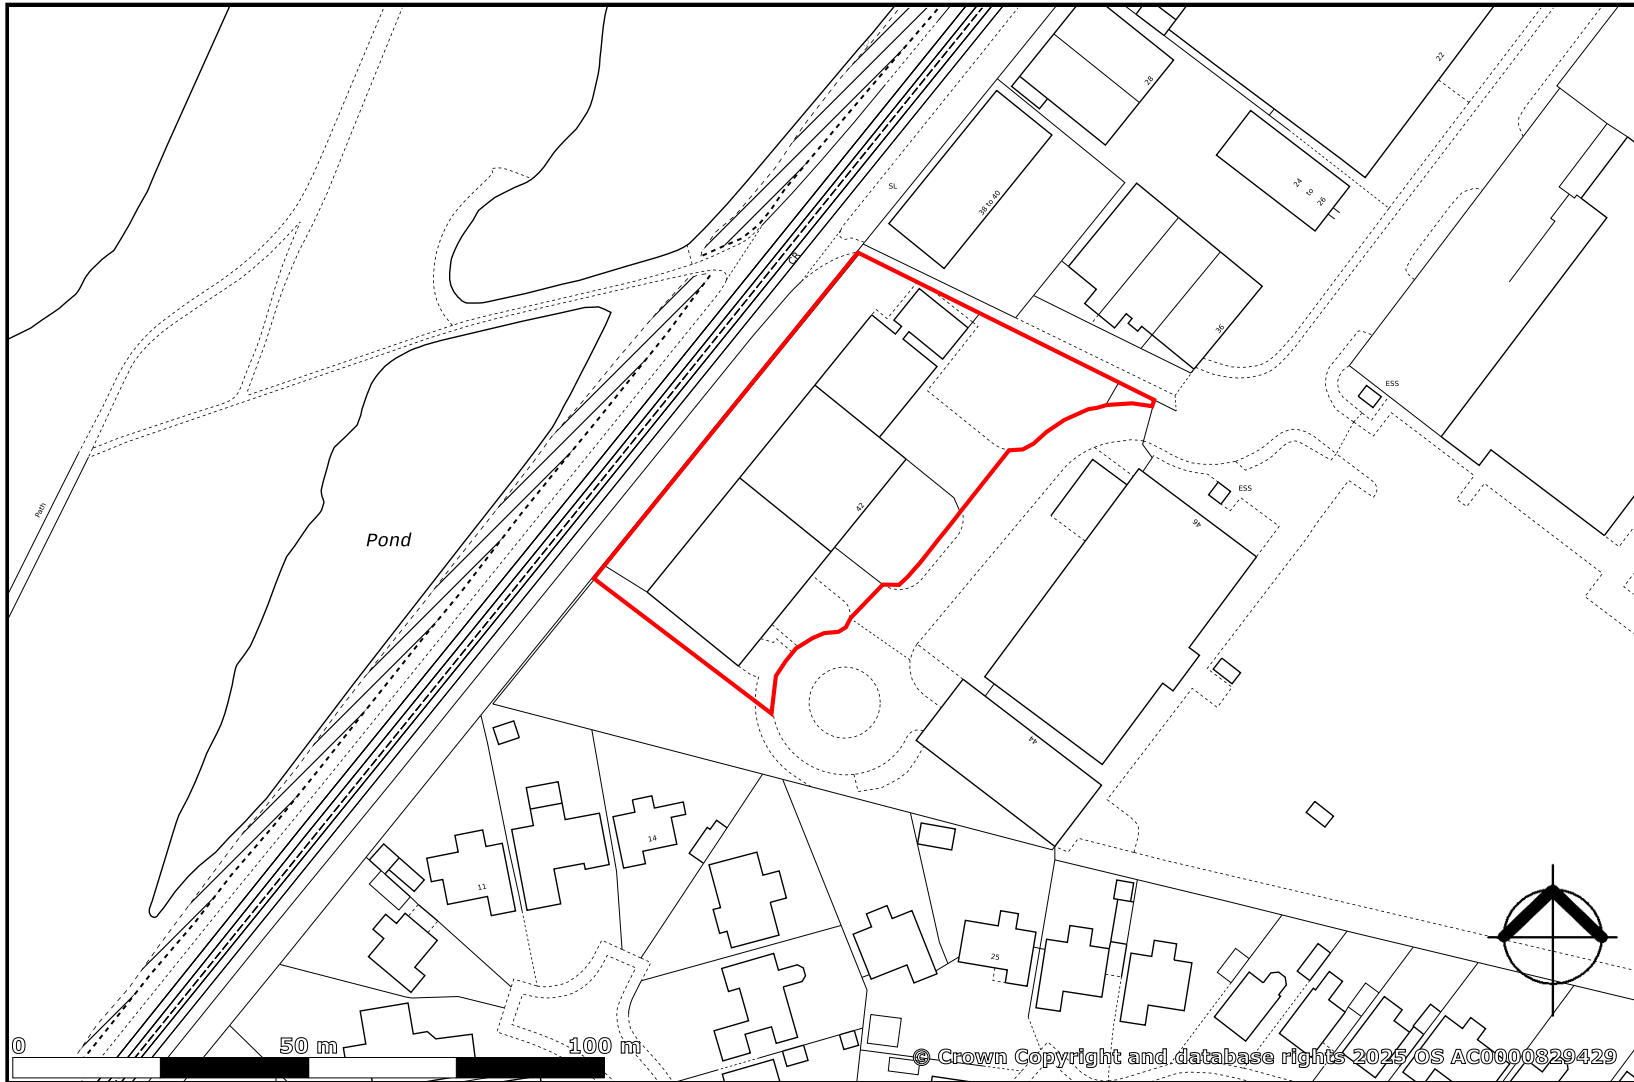 22
28
24
to
26
SL
38 to 40
CR
36
ESS
Path
Pond
42
ESS
46
44
14
11
25
0
50 m
100 m
© Crown Copyright and database rights 2025 OS AC0000829429